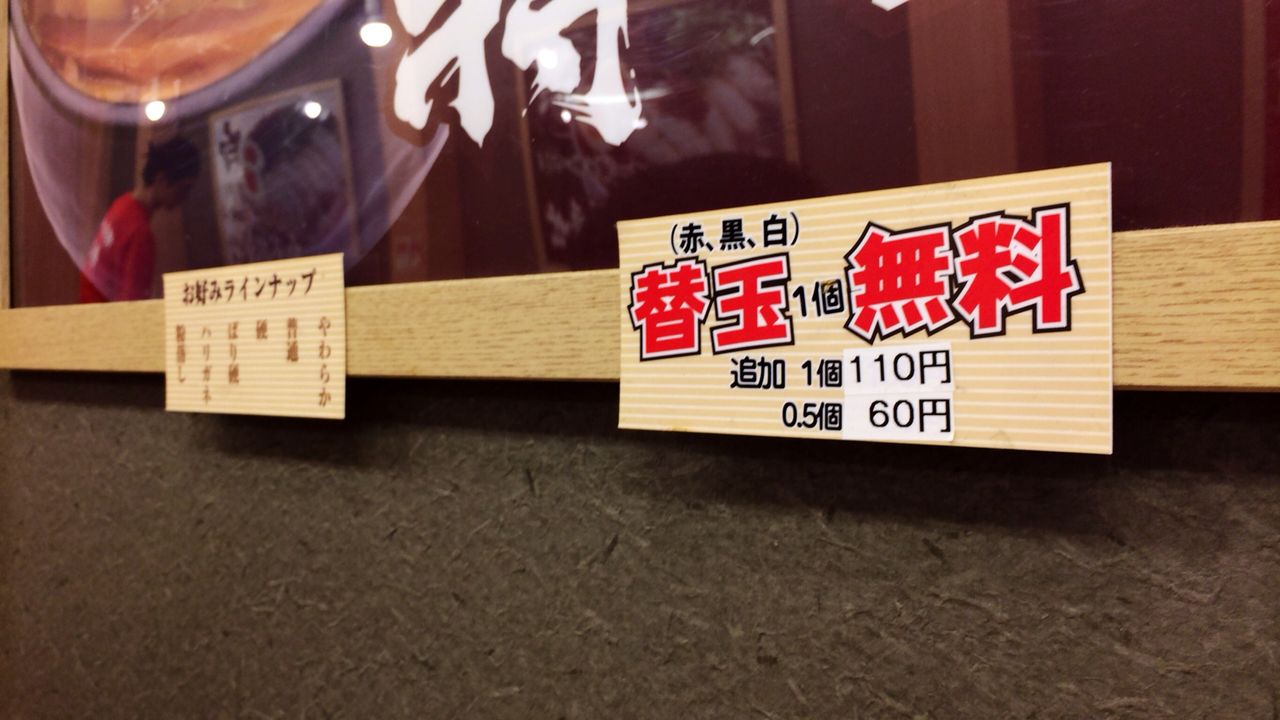 お好みラインナップ
やわらか
普通
硬
ばり硬
ハリガネ
粉落し
(赤、黒、白)
替玉1個無料
追加 1個110円
0.5個 60円